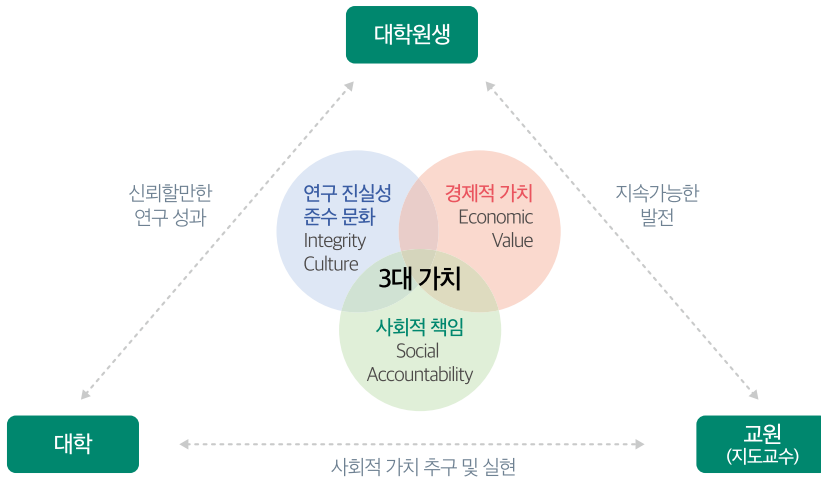 대학원생
신뢰할만한
연구 성과
연구 진실성
준수 문화
Integrity
Culture
경제적 가치
Economic
Value
지속가능한
발전
3대 가치
사회적 책임
Social
Accountability
대학
사회적 가치 추구 및 실현
교원
(지도교수)